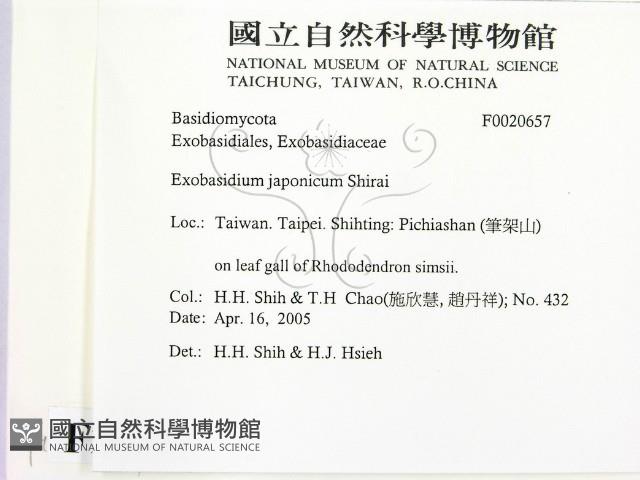 國立自然科學博物館
NATIONAL MUSEUM OF NATURAL SCIENCE
TAICHUNG, TAIWAN, R.O.CHINA
Basidiomycota F0020657
Exobasidiales, Exobasidiaceae
Exobasidium japonicum Shirai
Loc.: Taiwan. Taipei. Shihting: Pichiashan (筆架山)
on leaf gall of Rhododendron simsii.
Col.: H.H. Shih & T.H Chao(施欣慧, 趙丹祥); No. 432
Date: Apr. 16, 2005
Det.: H.H. Shih & H.J. Hsieh
F
國立自然科學博物館
NATIONAL MUSEUM OF NATURAL SCIENCE